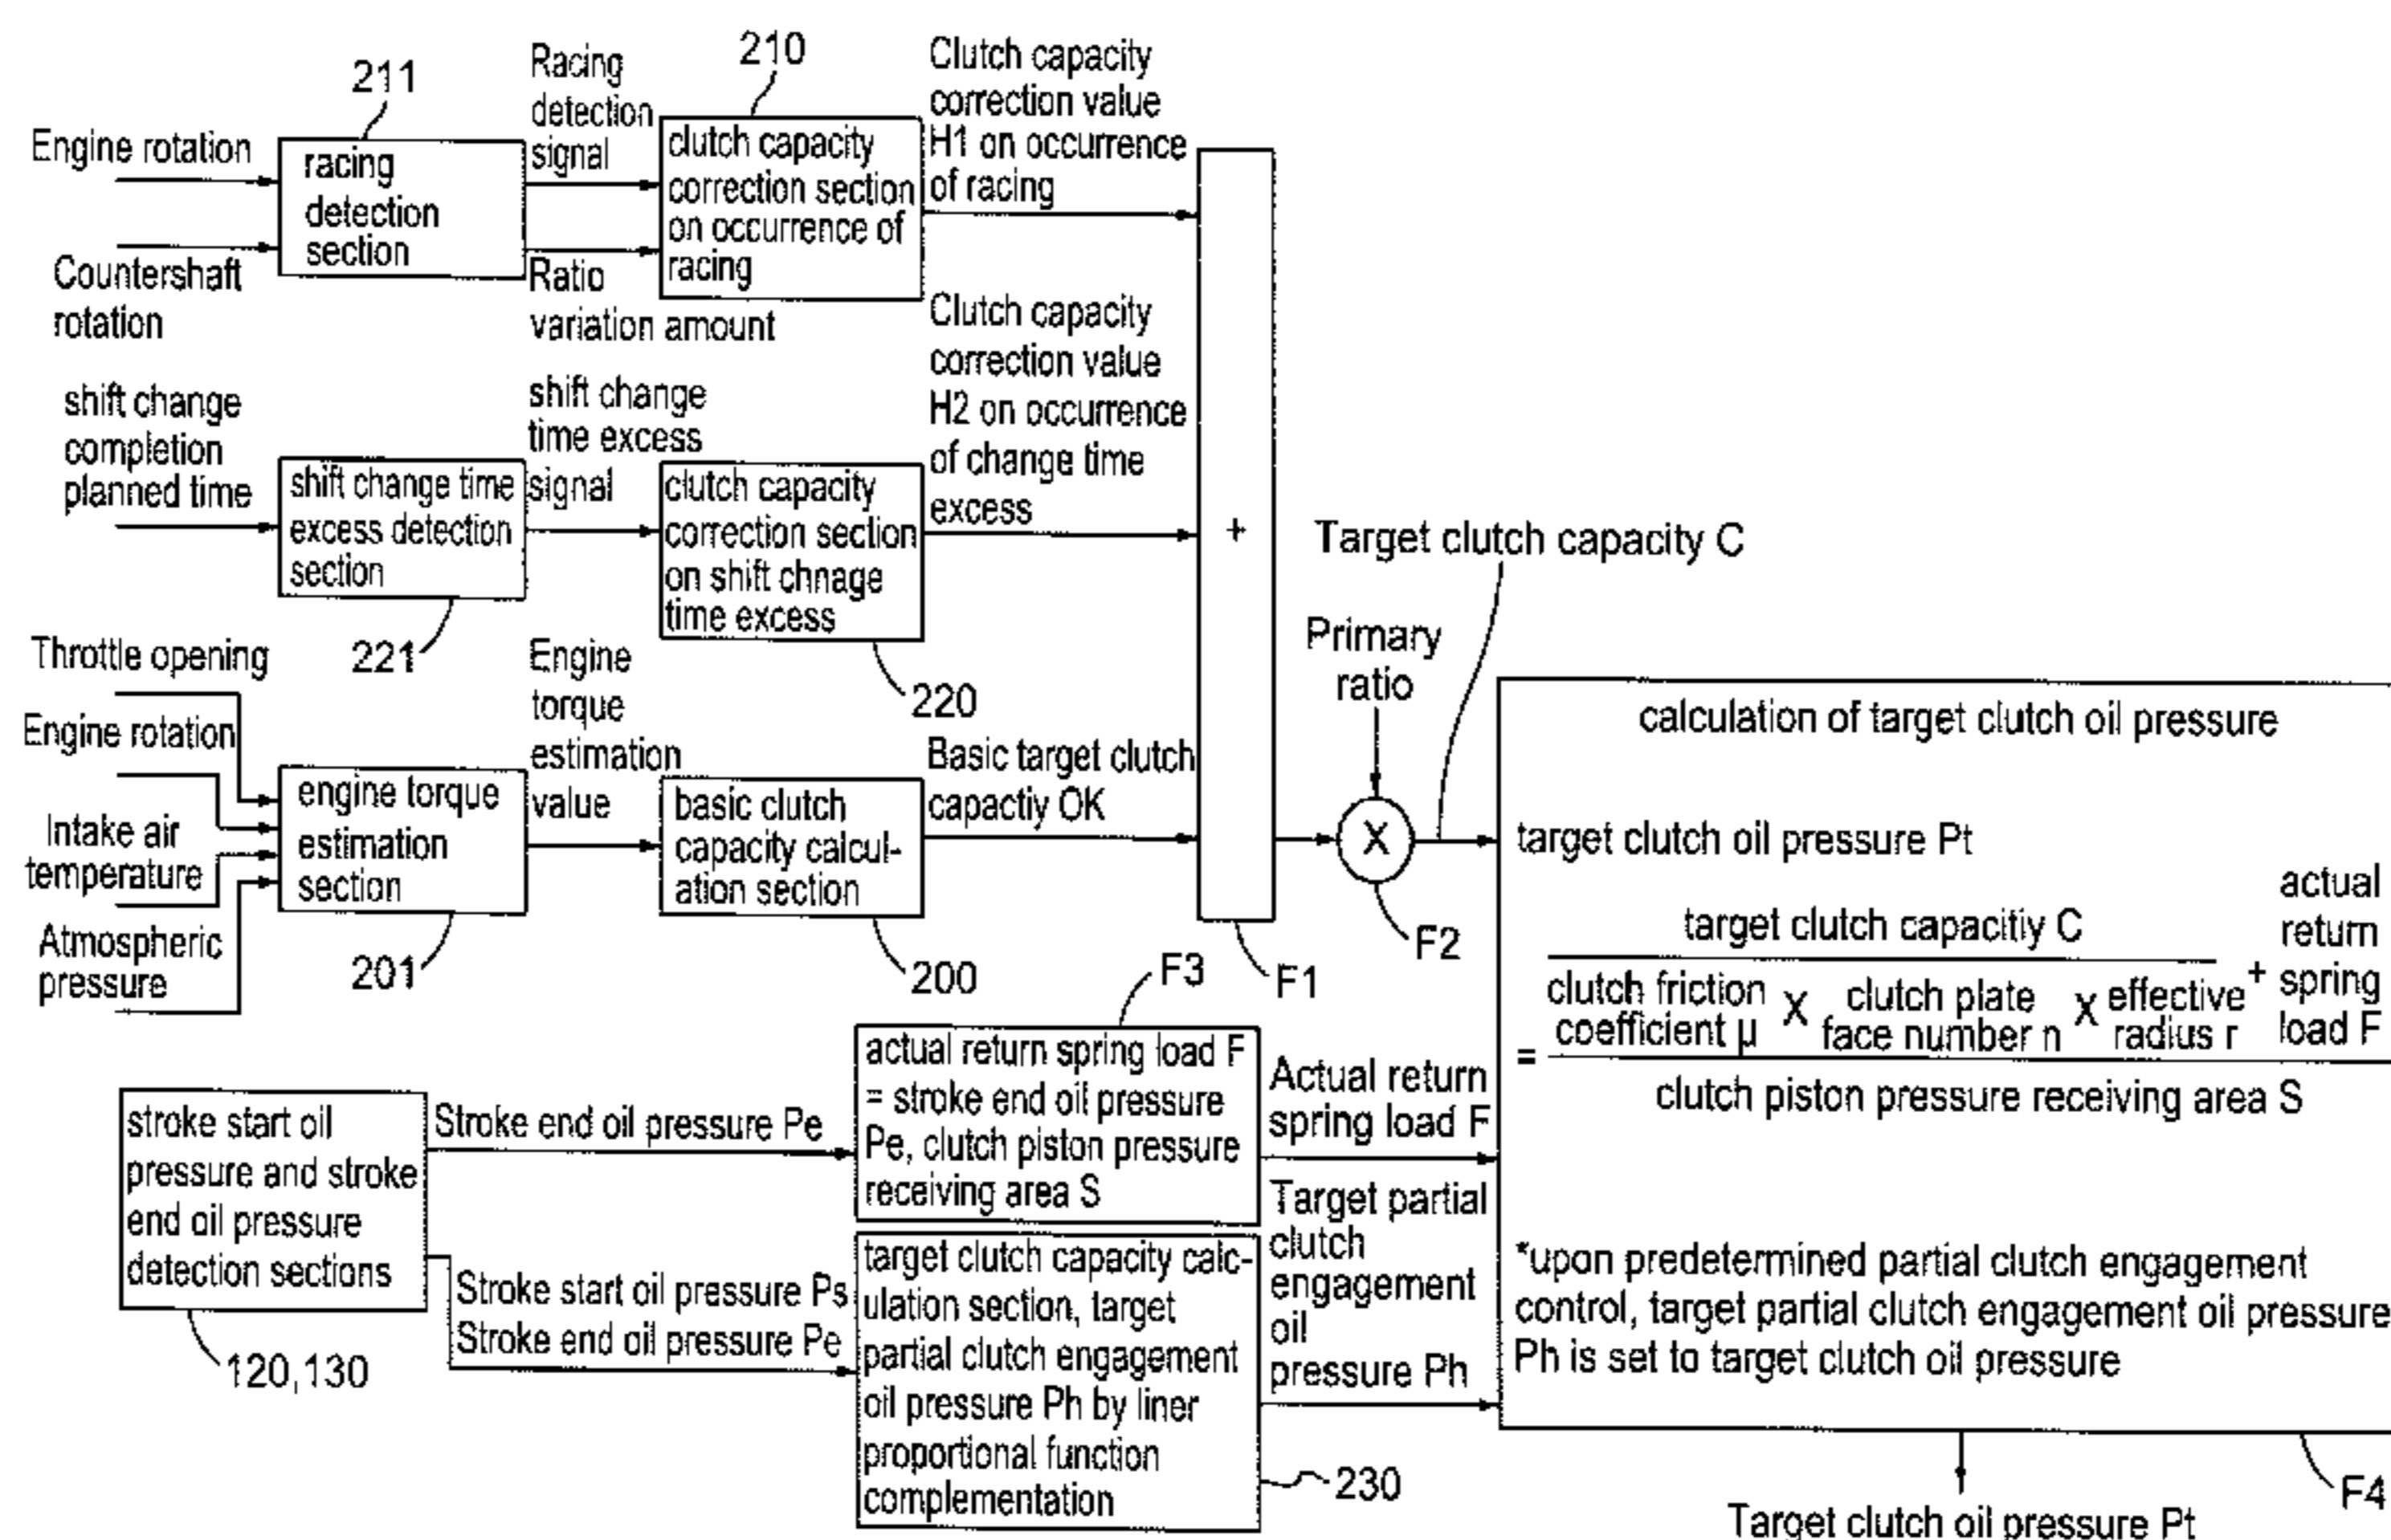 211
210
Engine rotation
Countershaft
rotation
racing
detection
section
Racing
detection
signal
Ratio
variation amount
clutch capacity
correction section
on occurrence of
racing
Clutch capacity
correction value
H1 on occurrence
of racing
shift change
completion
planned time
shift change time
excess detection
section
221
shift change
time excess
signal
clutch capacity
correction section
on shift chnage
time excess
220
Clutch capacity
correction value
H2 on occurrence
of change time
excess
Throttle opening
Engine rotation
Intake air
temperature
Atmospheric
pressure
engine torque
estimation
section
201
Engine
torque
estimation
value
basic clutch
capacity calcul-
ation section
200
Basic target clutch
capactiy OK
+
F1
Primary
ratio
X
F2
Target clutch capacity C
stroke start oil
pressure and stroke
end oil pressure
detection sections
120,130
Stroke end oil pressure Pe
Stroke start oil pressure Ps
Stroke end oil pressure Pe
F3
actual return spring load F
= stroke end oil pressure
Pe, clutch piston pressure
receiving area S
Actual return
spring load F
target clutch capacity calc-
ulation section, target
partial clutch engagement
oil pressure Ph by liner
proportional function
complementation
230
Target partial
clutch
engagement
oil
pressure Ph
calculation of target clutch oil pressure
target clutch oil pressure Pt
target clutch capacitiy C
clutch friction
coefficient μ
X
clutch plate
face number n
X
effective
radius r
+
actual
return
spring
load F
=
clutch piston pressure receiving area S
*upon predetermined partial clutch engagement
control, target partial clutch engagement oil pressure
Ph is set to target clutch oil pressure
F4
Target clutch oil pressure Pt